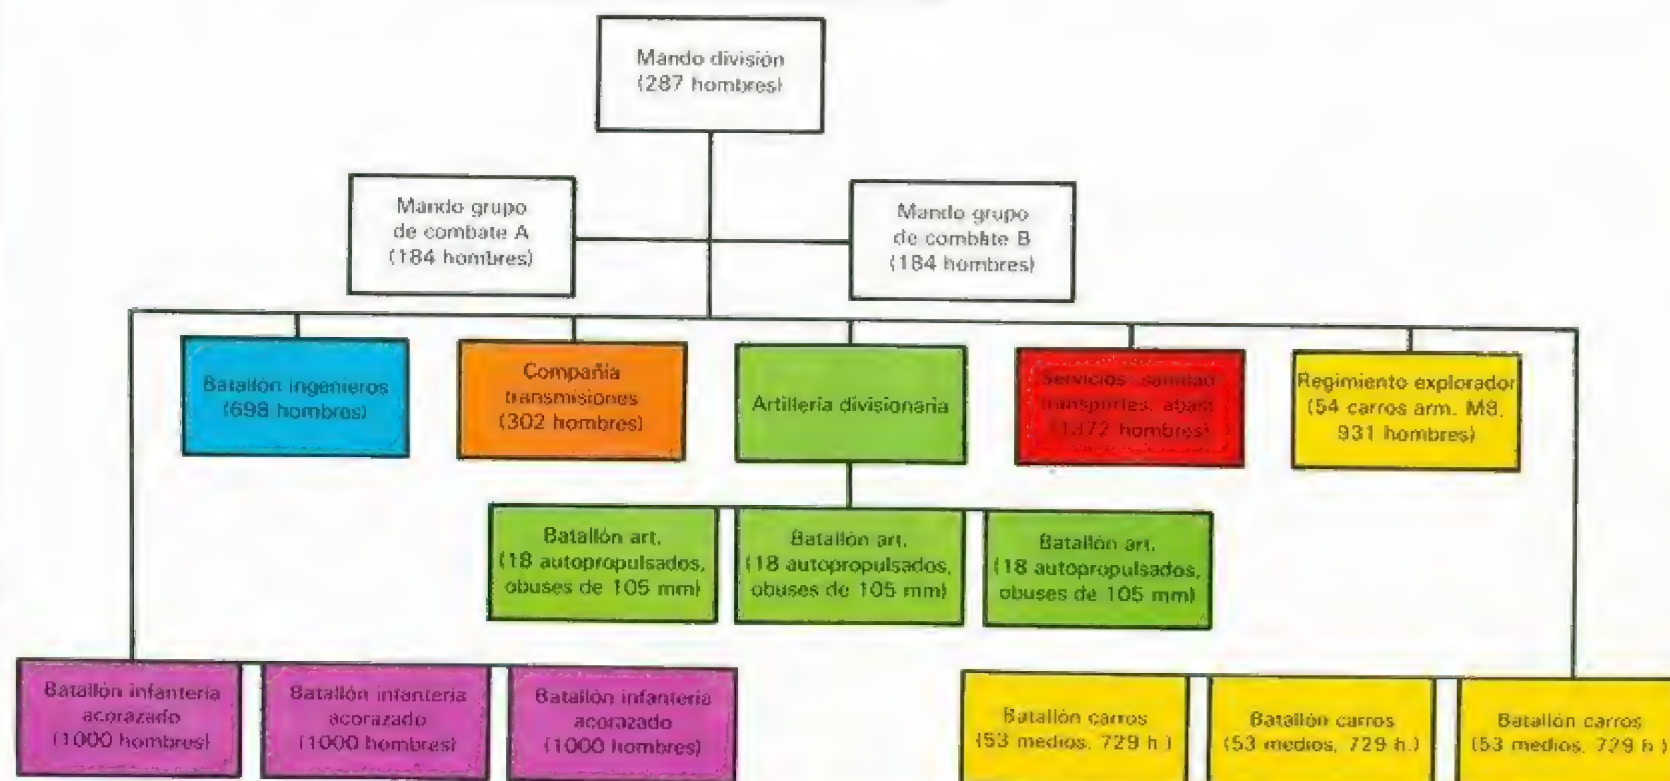 Mando división
(287 hombres)
Mando grupo
de combate A
(184 hombres)
Mando grupo
de combate B
(184 hombres)
Batallón ingenieros
(698 hombres)
Compañía
transmisiones
(302 hombres)
Artillería divisionaria
Servicios: sanidad
transportes, abast.
(1372 hombres)
Regimiento explorador
(54 carros arm. M8,
931 hombres)
Batallón art.
(18 autopropulsados,
obuses de 105 mm)
Batallón art.
(18 autopropulsados,
obuses de 105 mm)
Batallón art.
(18 autopropulsados,
obuses de 105 mm)
Batallón infantería
acorazado
(1000 hombres)
Batallón infantería
acorazado
(1000 hombres)
Batallón infantería
acorazado
(1000 hombres)
Batallón carros
(53 medios, 729 h.)
Batallón carros
(53 medios, 729 h.)
Batallón carros
(53 medios, 729 h.)